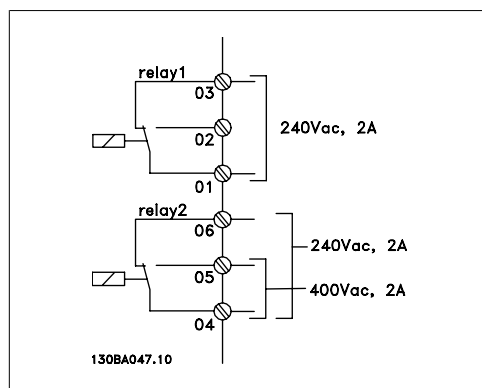 relay1
03
02
240Vac, 2A
01
relay2
06
240Vac, 2A
05
400Vac, 2A
04
130BA047.10